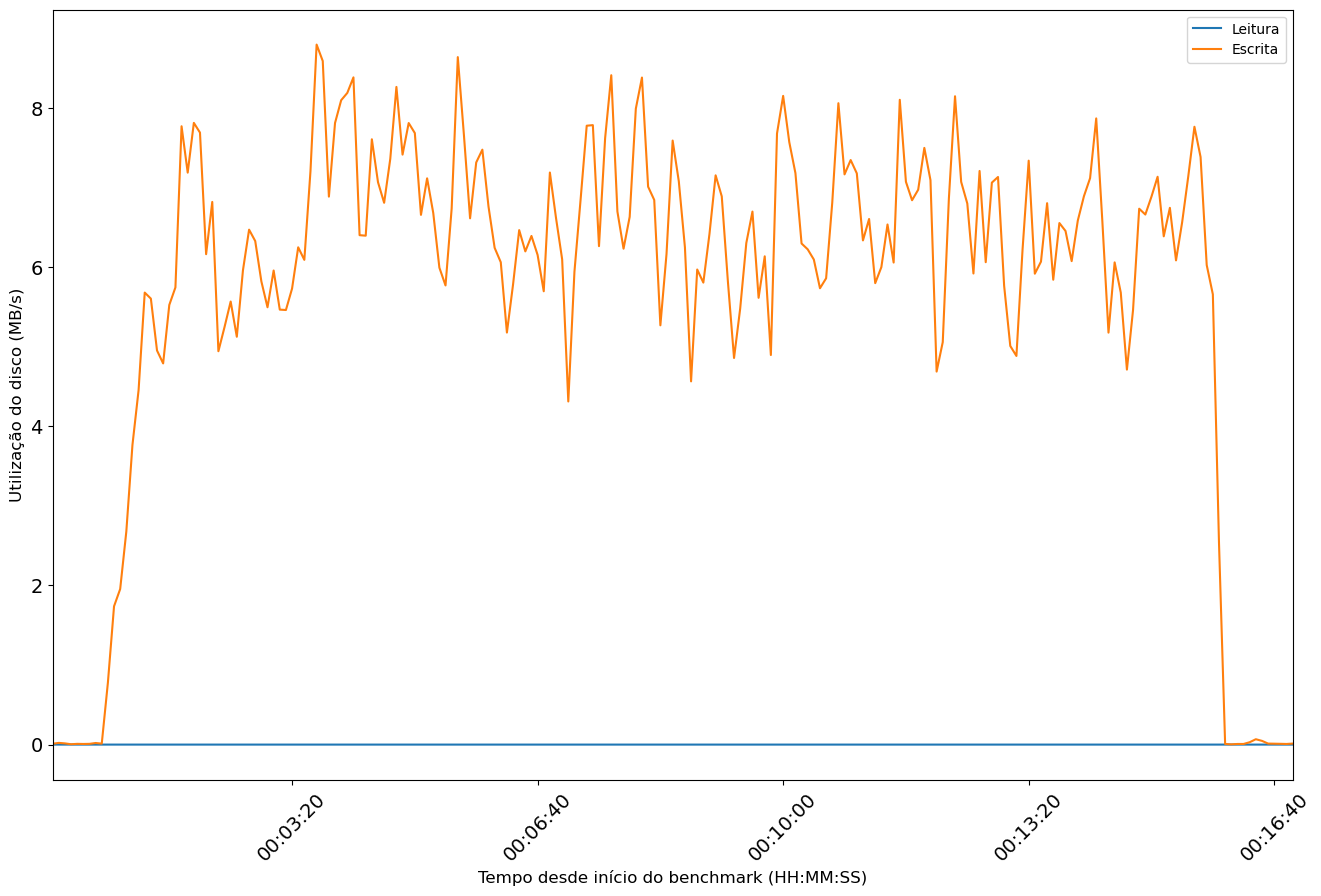 Leitura
Escrita
8
6
4
2
0
Utilização do disco (MB/s)
00:03:20
00:06:40
00:10:00
00:13:20
00:16:40
Tempo desde início do benchmark (HH:MM:SS)